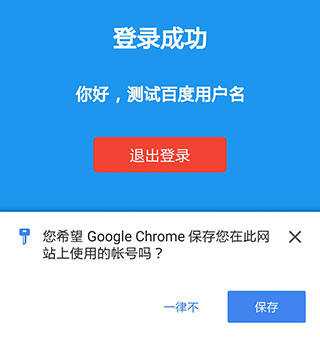 登录成功
你好，测试百度用户名
退出登录
您希望 Google Chrome 保存您在此网
站上使用的帐号吗？
一律不
保存